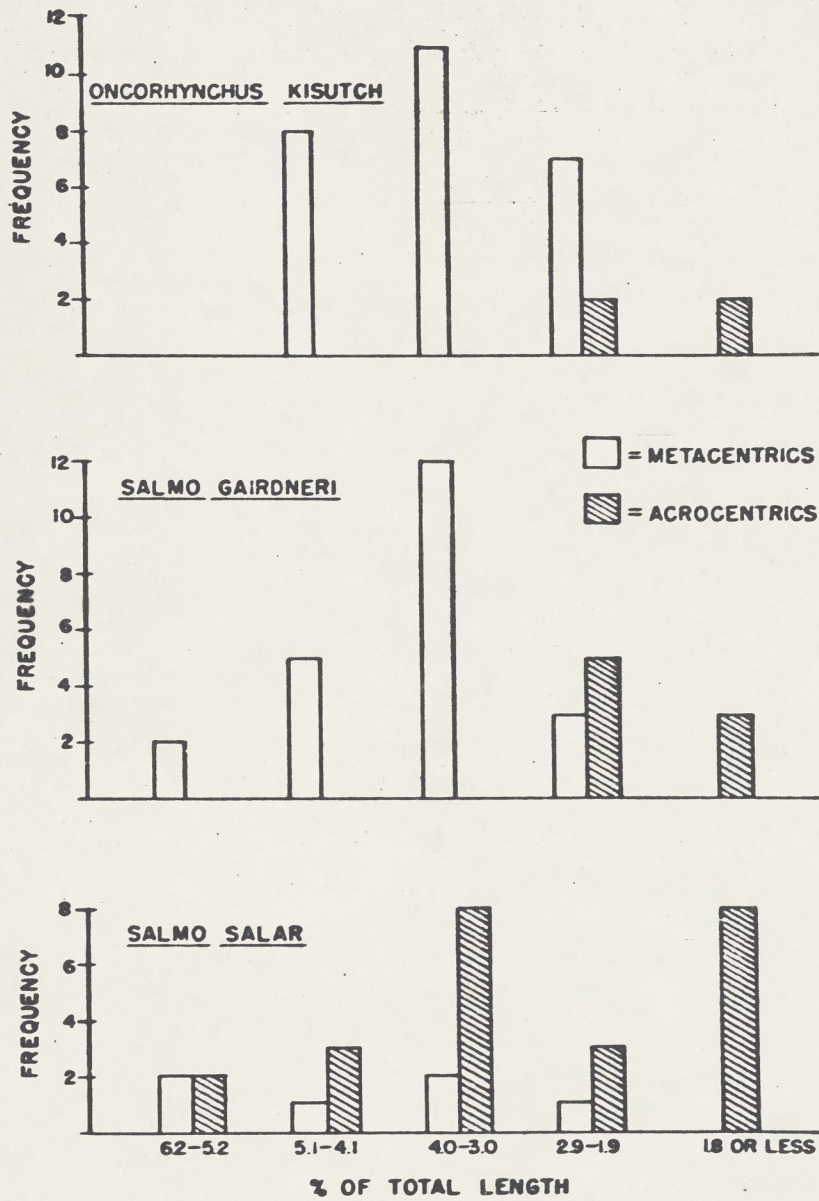 12
10
ONCORHYNCHUS KISUTCH
8
6
4
2
FREQUENCY
= METACENTRICS
= ACROCENTRICS
12
SALMO GAIRDNERI
10
8
6
4
2
FREQUENCY
8
SALMO SALAR
6
4
2
FREQUENCY
6.2-5.2 5.1-4.1 4.0-3.0 2.9-1.9 1.8 OR LESS
% OF TOTAL LENGTH